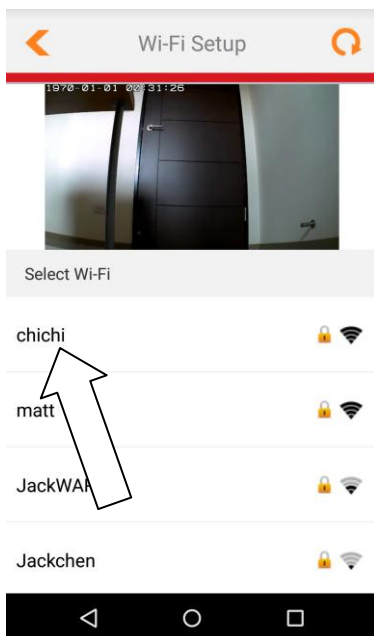 Wi-Fi Setup
1970-01-01 00:31:26
Select Wi-Fi
chichi
matt
Jackchen